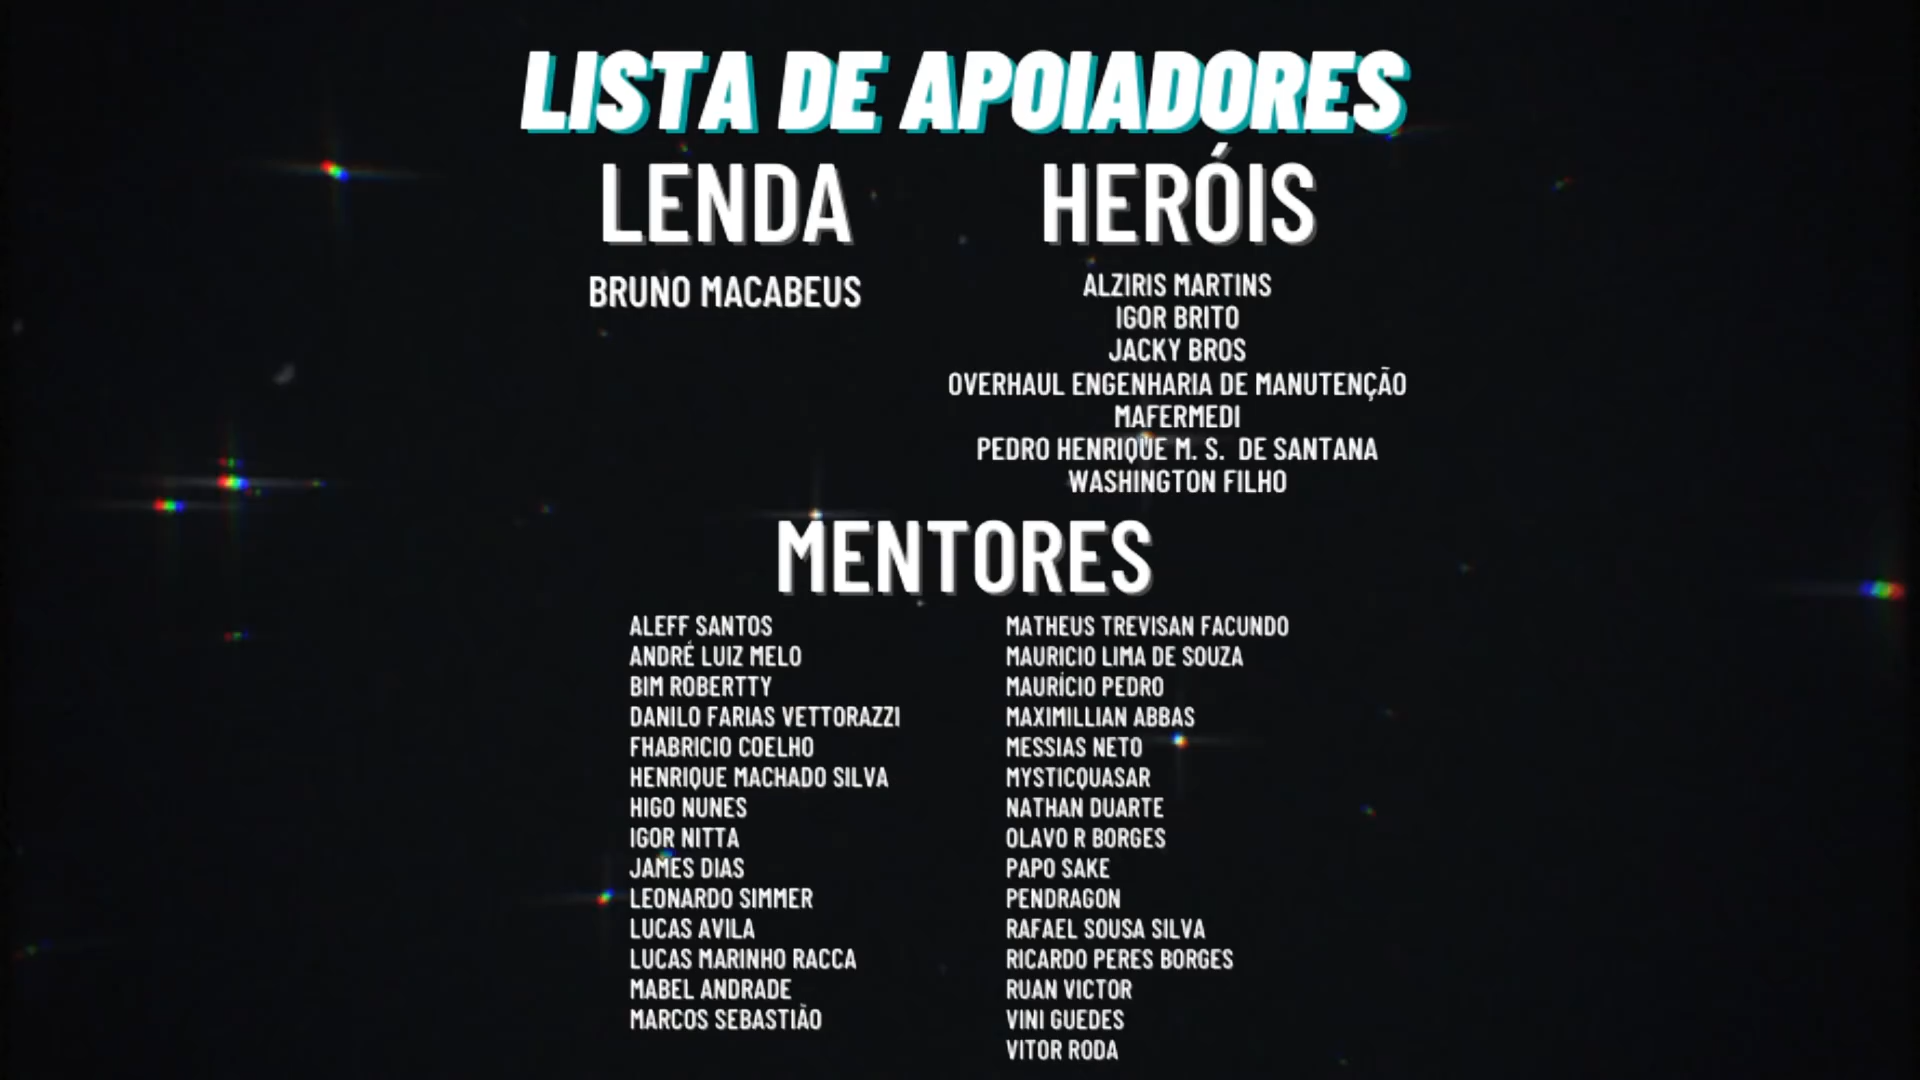 LISTA DE APOIADORES
LENDA
BRUNO MACABEUS
HERÓIS
ALZIRIS MARTINS
IGOR BRITO
JACKY BROS
OVERHAUL ENGENHARIA DE MANUTENÇÃO
MAFERMEDI
PEDRO HENRIQUE M. S. DE SANTANA
WASHINGTON FILHO
MENTORES
ALEFF SANTOS
ANDRÉ LUIZ MELO
BIM ROBERTTY
DANILO FARIAS VETTORAZZI
FHABRICIO COELHO
HENRIQUE MACHADO SILVA
HIGO NUNES
IGOR NITTA
JAMES DIAS
LEONARDO SIMMER
LUCAS AVILA
LUCAS MARINHO RACCA
MABEL ANDRADE
MARCOS SEBASTIÃO
MATHEUS TREVISAN FACUNDO
MAURICIO LIMA DE SOUZA
MAURÍCIO PEDRO
MAXIMILLIAN ABBAS
MESSIAS NETO
MYSTICQUASAR
NATHAN DUARTE
OLAVO R BORGES
PAPO SAKE
PENDRAGON
RAFAEL SOUSA SILVA
RICARDO PERES BORGES
RUAN VICTOR
VINI GUEDES
VITOR RODA